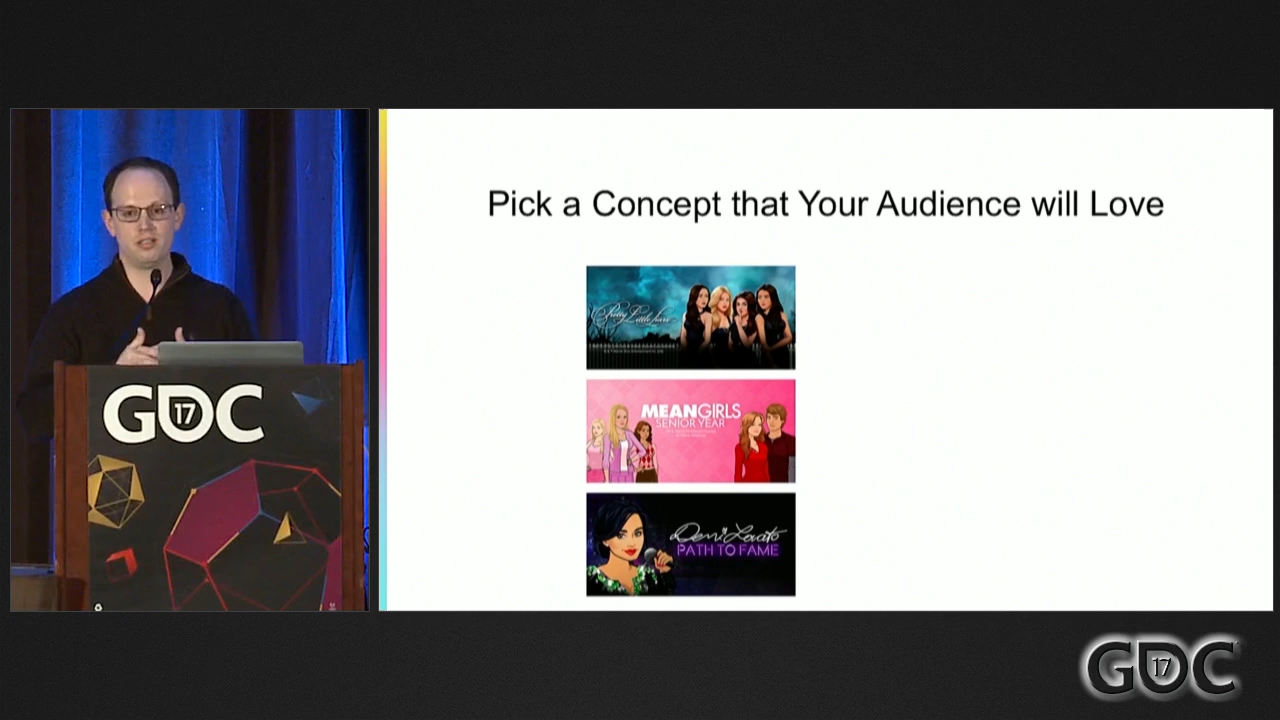 GDC
17
Pick a Concept that Your Audience will Love
Pretty Little Liars
MEAN GIRLS
SENIOR YEAR
Demi Lovato
PATH TO FAME
GDC
17